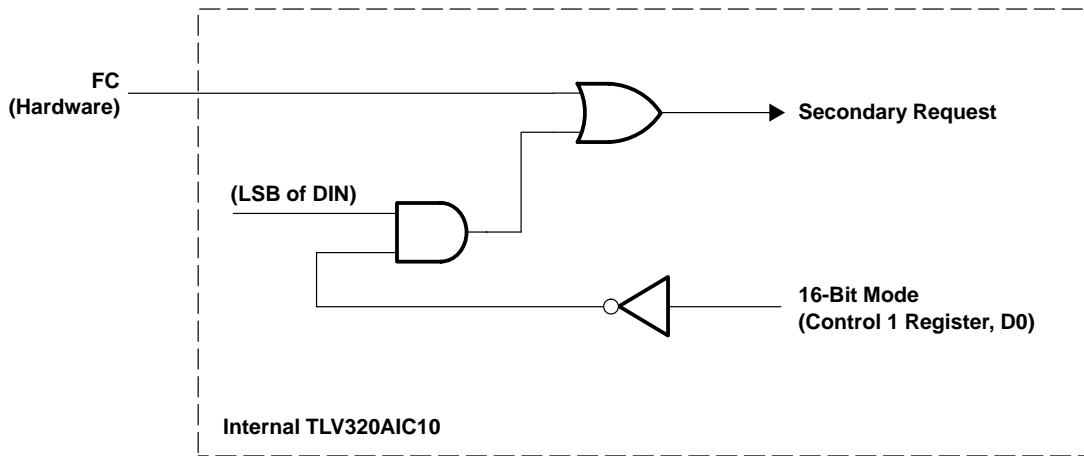 FC
(Hardware)
Secondary Request
(LSB of DIN)
16-Bit Mode
(Control 1 Register, D0)
Internal TLV320AIC10